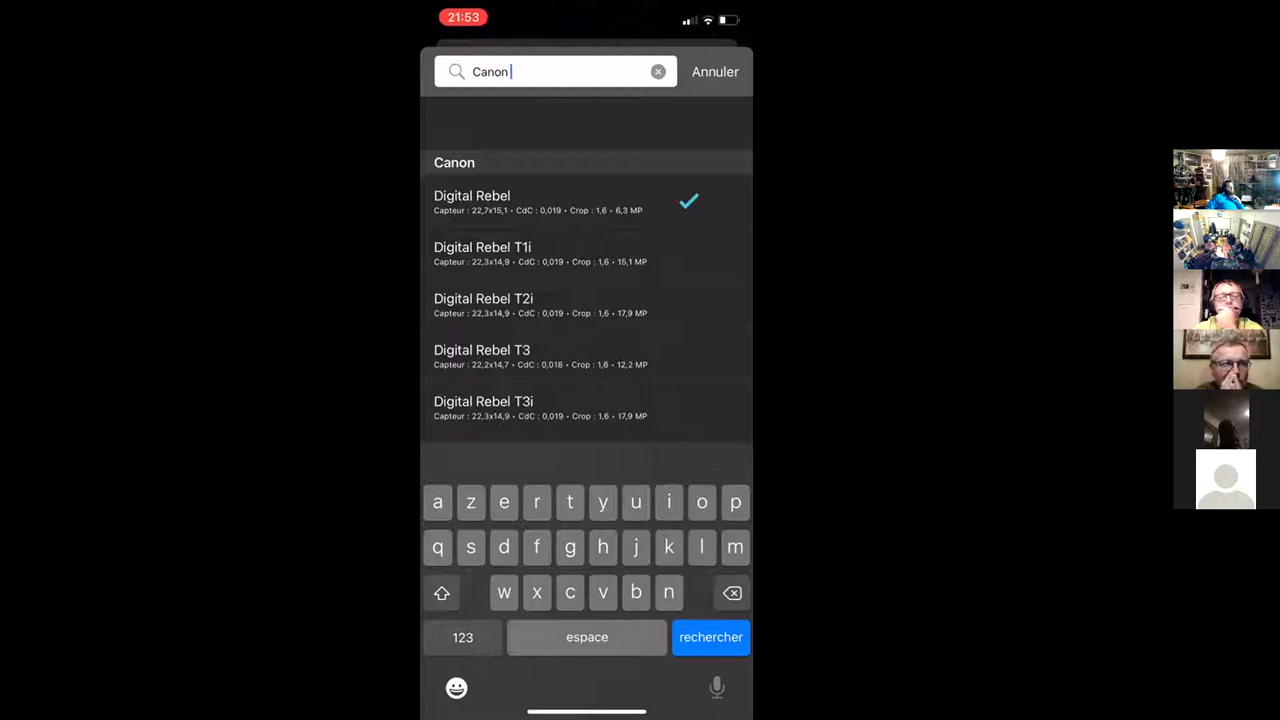 21:53
Canon
Annuler
Canon
Digital Rebel
Capteur : 22,7x15,1 • CdC : 0,019 • Crop : 1,6 • 6,3 MP
Digital Rebel T1i
Capteur : 22,3x14,9 • CdC : 0,019 • Crop : 1,6 • 15,1 MP
Digital Rebel T2i
Capteur : 22,3x14,9 • CdC : 0,019 • Crop : 1,6 • 17,9 MP
Digital Rebel T3
Capteur : 22,2x14,7 • CdC : 0,018 • Crop : 1,6 • 12,2 MP
Digital Rebel T3i
Capteur : 22,3x14,9 • CdC : 0,019 • Crop : 1,6 • 17,9 MP
a z e r t y u i o p
q s d f g h j k l m
w x c v b n
123 espace rechercher